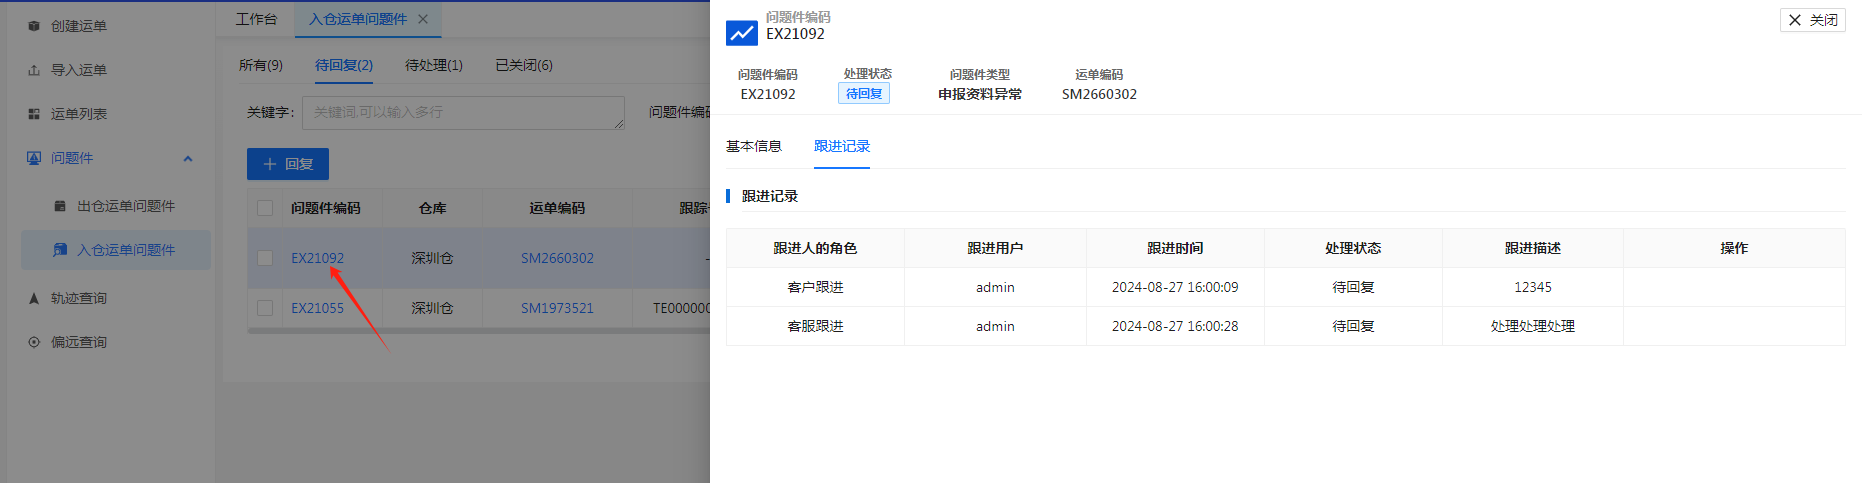 创建运单
导入运单
运单列表
问题件
出仓运单问题件
入仓运单问题件
轨迹查询
偏远查询
工作台
入仓运单问题件
所有(9)
待回复(2)
待处理(1)
已关闭(6)
关键字:
关键词,可以输入多行
问题件编
回复
问题件编码
仓库
运单编码
跟踪
EX21092
深圳仓
SM2660302
EX21055
深圳仓
SM1973521
TE000000
问题件编码
EX21092
关闭
问题件编码
处理状态
问题件类型
运单编码
EX21092
待回复
申报资料异常
SM2660302
基本信息
跟进记录
跟进记录
跟进人的角色
跟进用户
跟进时间
处理状态
跟进描述
操作
客户跟进
admin
2024-08-27 16:00:09
待回复
12345
客服跟进
admin
2024-08-27 16:00:28
待回复
处理处理处理